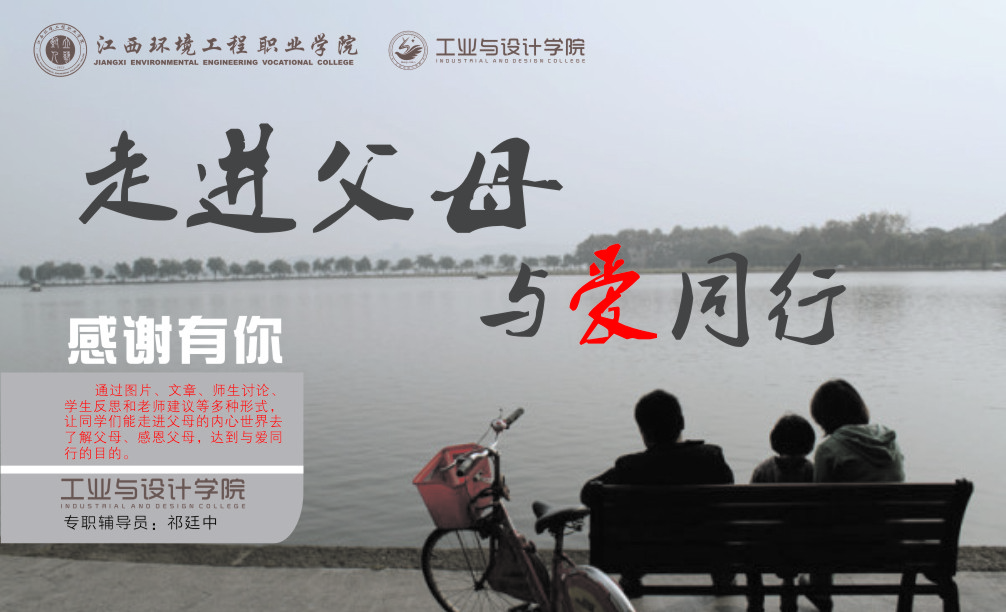 江西环境工程职业学院
JIANGXI ENVIRONMENTAL ENGINEERING VOCATIONAL COLLEGE
工业与设计学院
INDUSTRIAL AND DESIGN COLLEGE
走进父母
与爱同行
感谢有你
通过图片、文章、师生讨论、
学生反思和老师建议等多种形式，
让同学们能走进父母的内心世界去
了解父母、感恩父母，达到与爱同
行的目的。
工业与设计学院
INDUSTRIAL AND DESIGN COLLEGE
专职辅导员：祁廷中